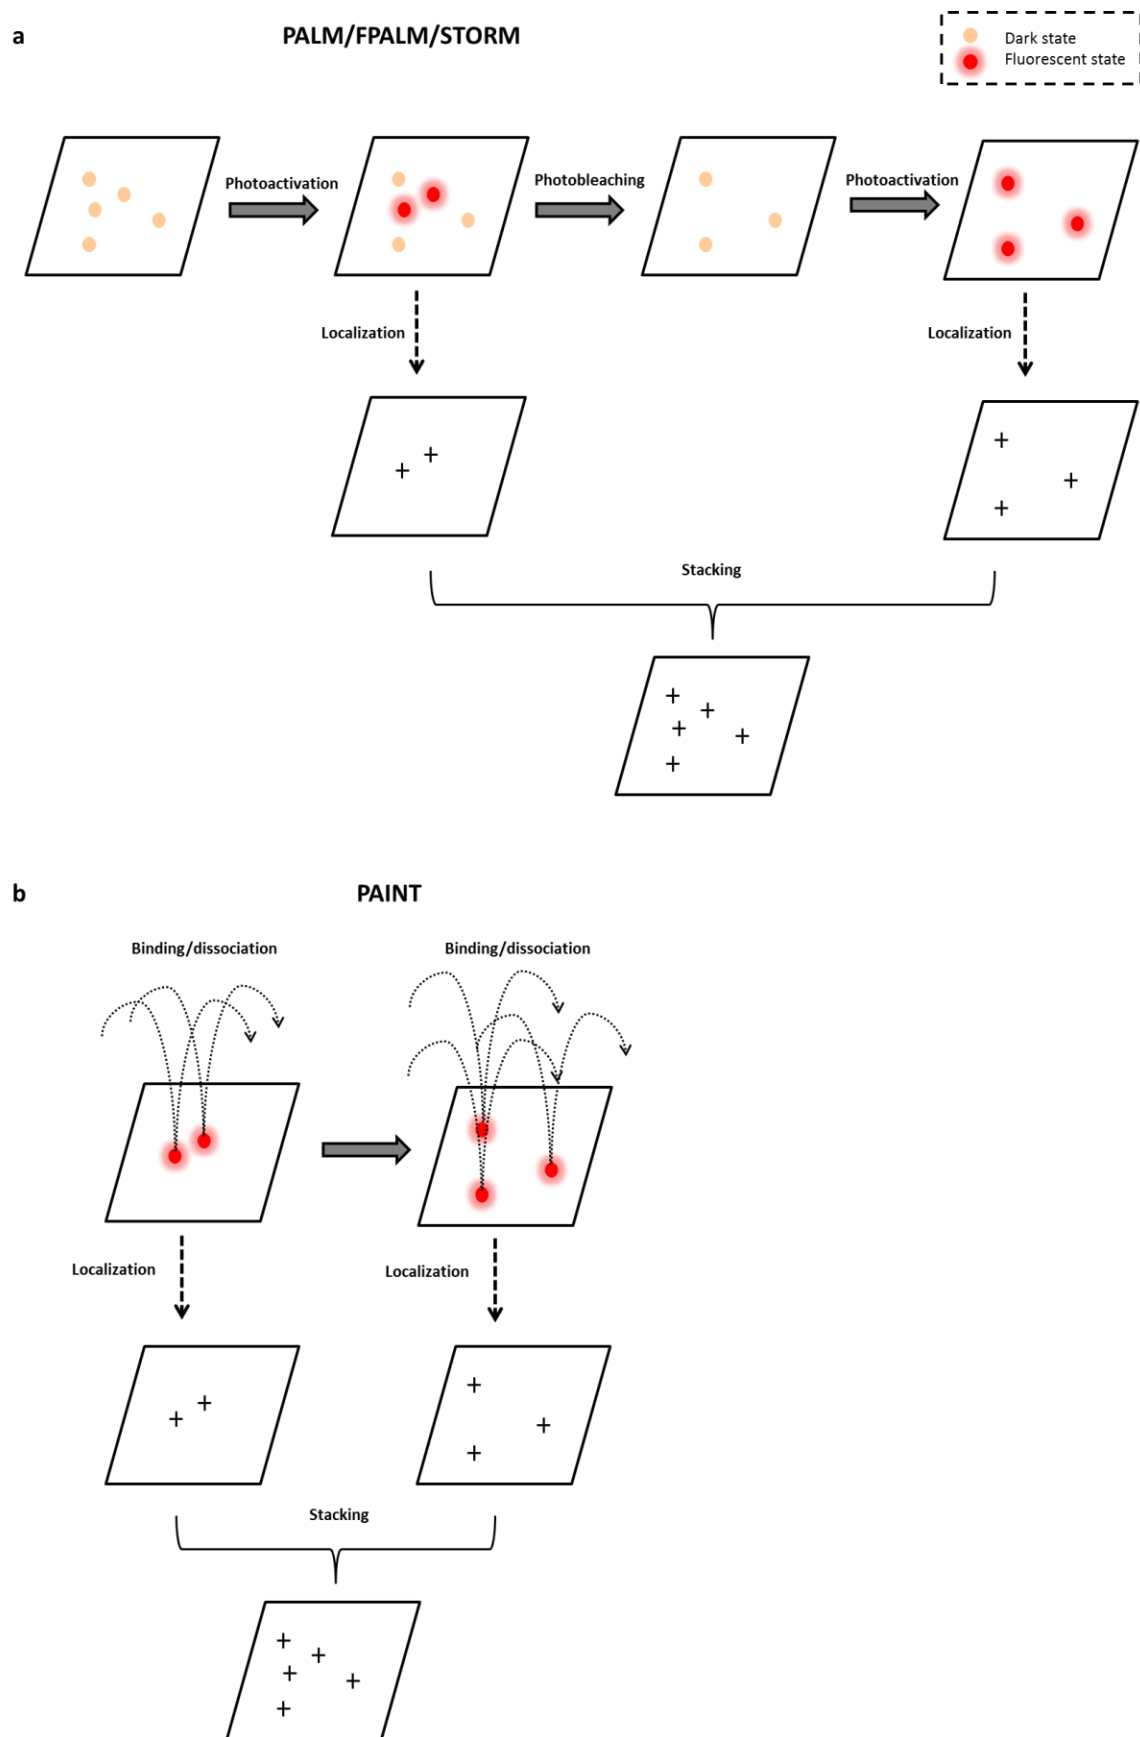 a
PALM/FPALM/STORM
Dark state
Fluorescent state
Photoactivation
Photobleaching
Photoactivation
Localization
Localization
Stacking
b
PAINT
Binding/dissociation
Binding/dissociation
Localization
Localization
Stacking